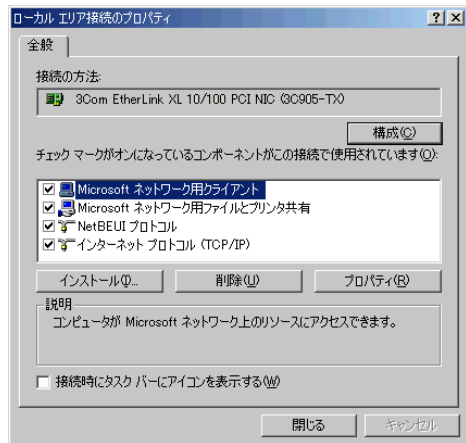 ローカル エリア接続のプロパティ
全般
接続の方法:
3Com EtherLink XL 10/100 PCI NIC (3C905-TX)
構成(C)
チェック マークがオンになっているコンポーネントがこの接続で使用されています(O):
Microsoft ネットワーク用クライアント
Microsoft ネットワーク用ファイルとプリンタ共有
NetBEUI プロトコル
インターネット プロトコル (TCP/IP)
インストール(I)... 削除(U) プロパティ(R)
説明
コンピュータが Microsoft ネットワーク上のリソースにアクセスできます。
接続時にタスク バーにアイコンを表示する(W)
閉じる キャンセル